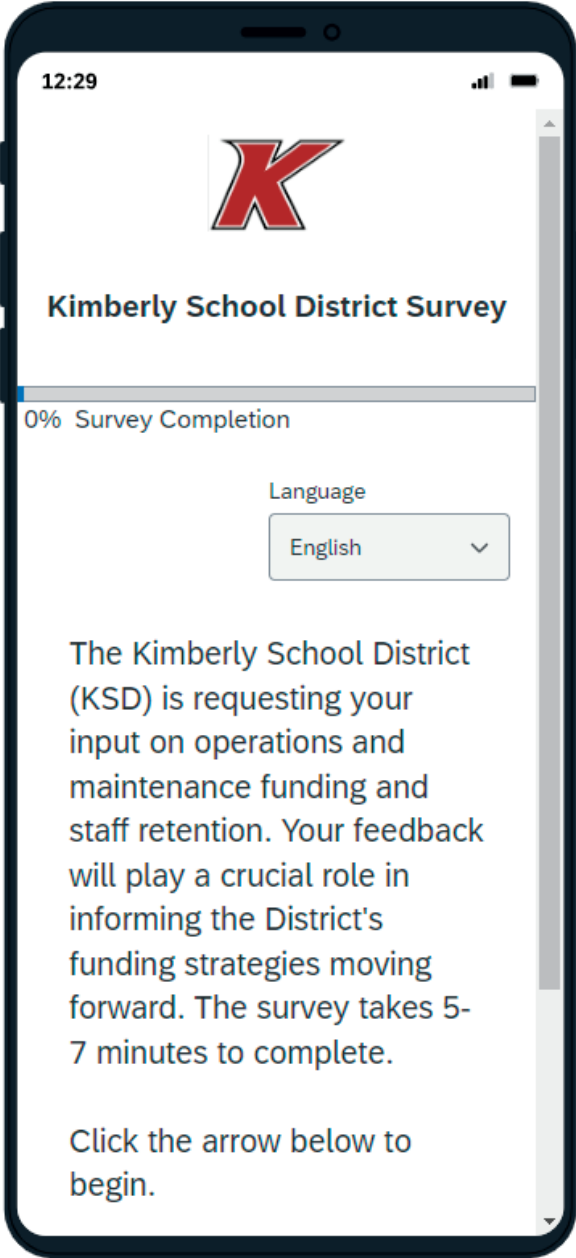 12:29
K
Kimberly School District Survey
0% Survey Completion
Language
English
The Kimberly School District
(KSD) is requesting your
input on operations and
maintenance funding and
staff retention. Your feedback
will play a crucial role in
informing the District's
funding strategies moving
forward. The survey takes 5-
7 minutes to complete.
Click the arrow below to
begin.